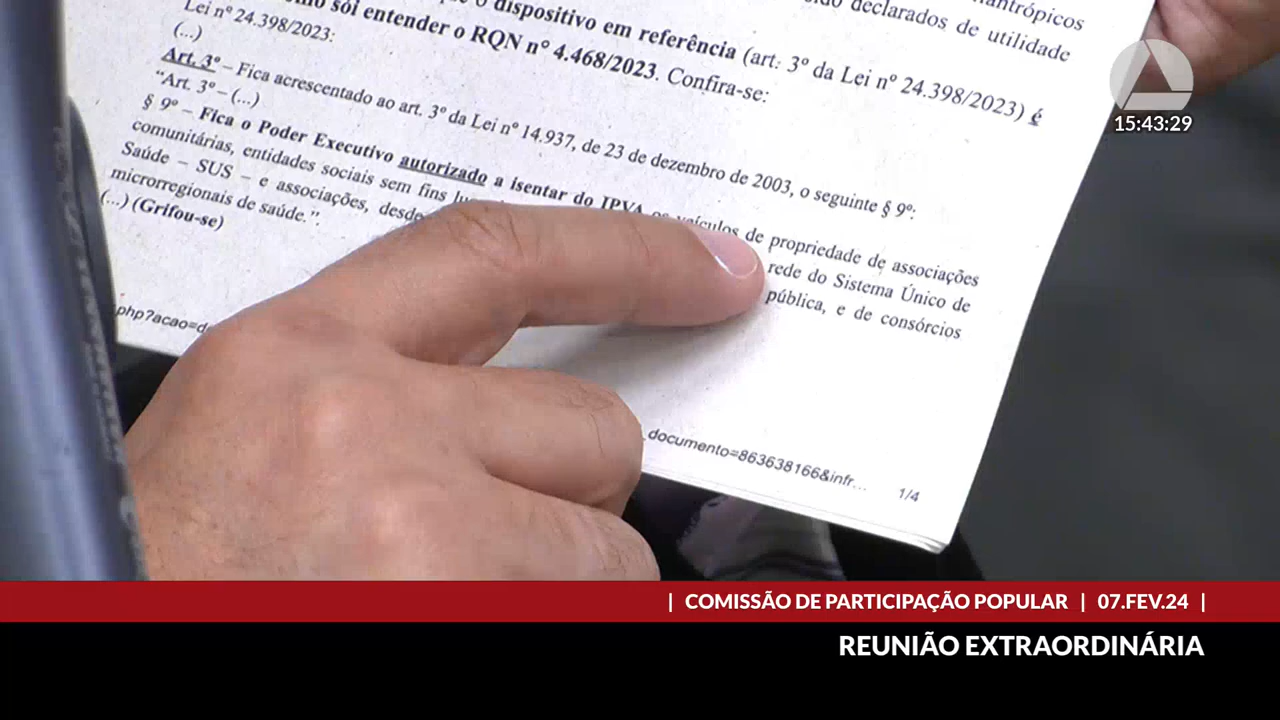 antrópicos
declarados de utilidade
o dispositivo em referência (art. 3º da Lei nº 24.398/2023) é
sói entender o RQN nº 4.468/2023. Confira-se:
Lei nº 24.398/2023:
(...)
Art. 3º – Fica acrescentado ao art. 3º da Lei nº 14.937, de 23 de dezembro de 2003, o seguinte § 9º:
“Art. 3º – (...)
§ 9º – Fica o Poder Executivo autorizado a isentar do IPVA os veículos de propriedade de associações
comunitárias, entidades sociais sem fins rede do Sistema Único de
Saúde – SUS – e associações, desde pública, e de consórcios
microrregionais de saúde.”.
(...) (Grifou-se)
php?acao=d
_documento=863638166&infr...
1/4
15:43:29
| COMISSÃO DE PARTICIPAÇÃO POPULAR | 07.FEV.24 |
REUNIÃO EXTRAORDINÁRIA